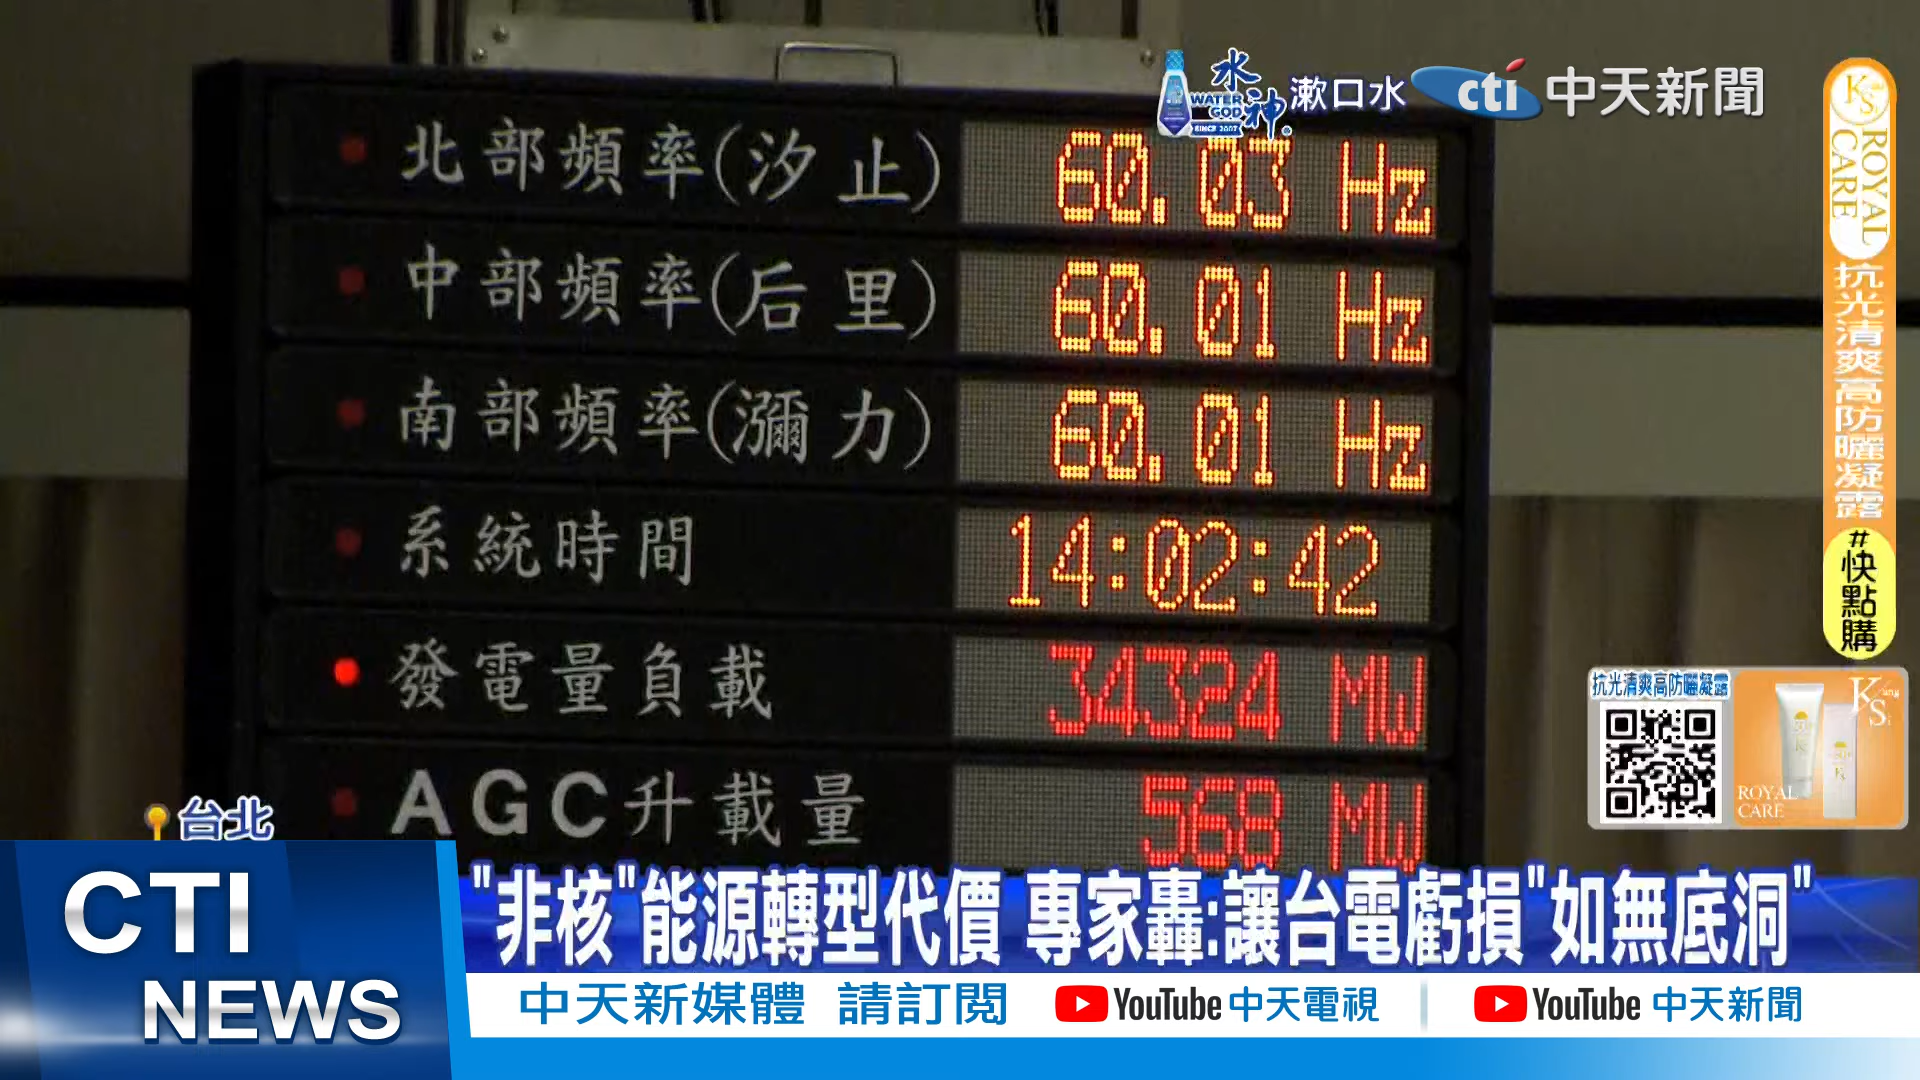 水神
WATER GOD
SINCE 2007
漱口水
cti 中天新聞
北部頻率(汐止) 60.03 Hz
中部頻率(后里) 60.01 Hz
南部頻率(瀰力) 60.01 Hz
系統時間 14:02:42
發電量負載 34324 MW
AGC升載量 568 MW
KS ROYAL CARE
抗光清爽高防曬凝露
#快點購
抗光清爽高防曬凝露
KS
ROYAL CARE
台北
CTI NEWS
"非核"能源轉型代價 專家轟:讓台電虧損"如無底洞"
中天新媒體 請訂閱 YouTube 中天電視 YouTube 中天新聞